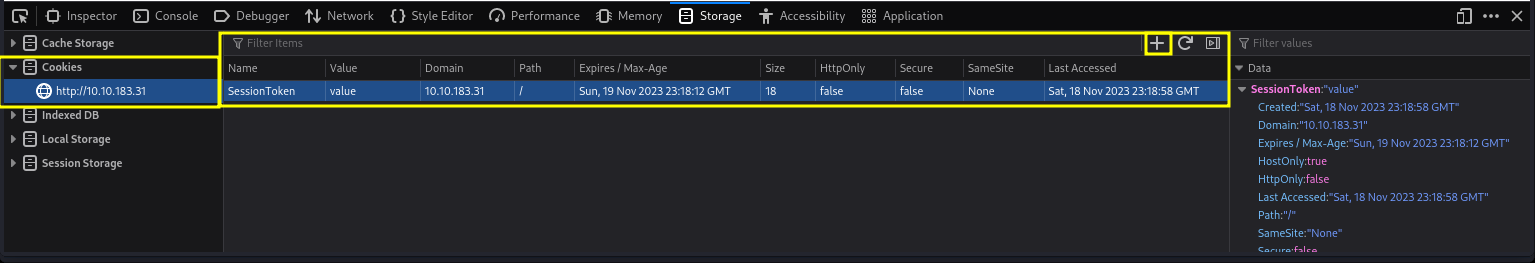 Inspector Console Debugger Network Style Editor Performance Memory Storage Accessibility Application
Cache Storage
Cookies
http://10.10.183.31
Indexed DB
Local Storage
Session Storage
Filter Items
Name Value Domain Path Expires / Max-Age Size HttpOnly Secure SameSite Last Accessed
SessionToken value 10.10.183.31 / Sun, 19 Nov 2023 23:18:12 GMT 18 false false None Sat, 18 Nov 2023 23:18:58 GMT
Filter values
Data
SessionToken:"value"
Created:"Sat, 18 Nov 2023 23:18:58 GMT"
Domain:"10.10.183.31"
Expires / Max-Age:"Sun, 19 Nov 2023 23:18:12 GMT"
HostOnly:true
HttpOnly:false
Last Accessed:"Sat, 18 Nov 2023 23:18:58 GMT"
Path:"/"
SameSite:"None"
Secure:false